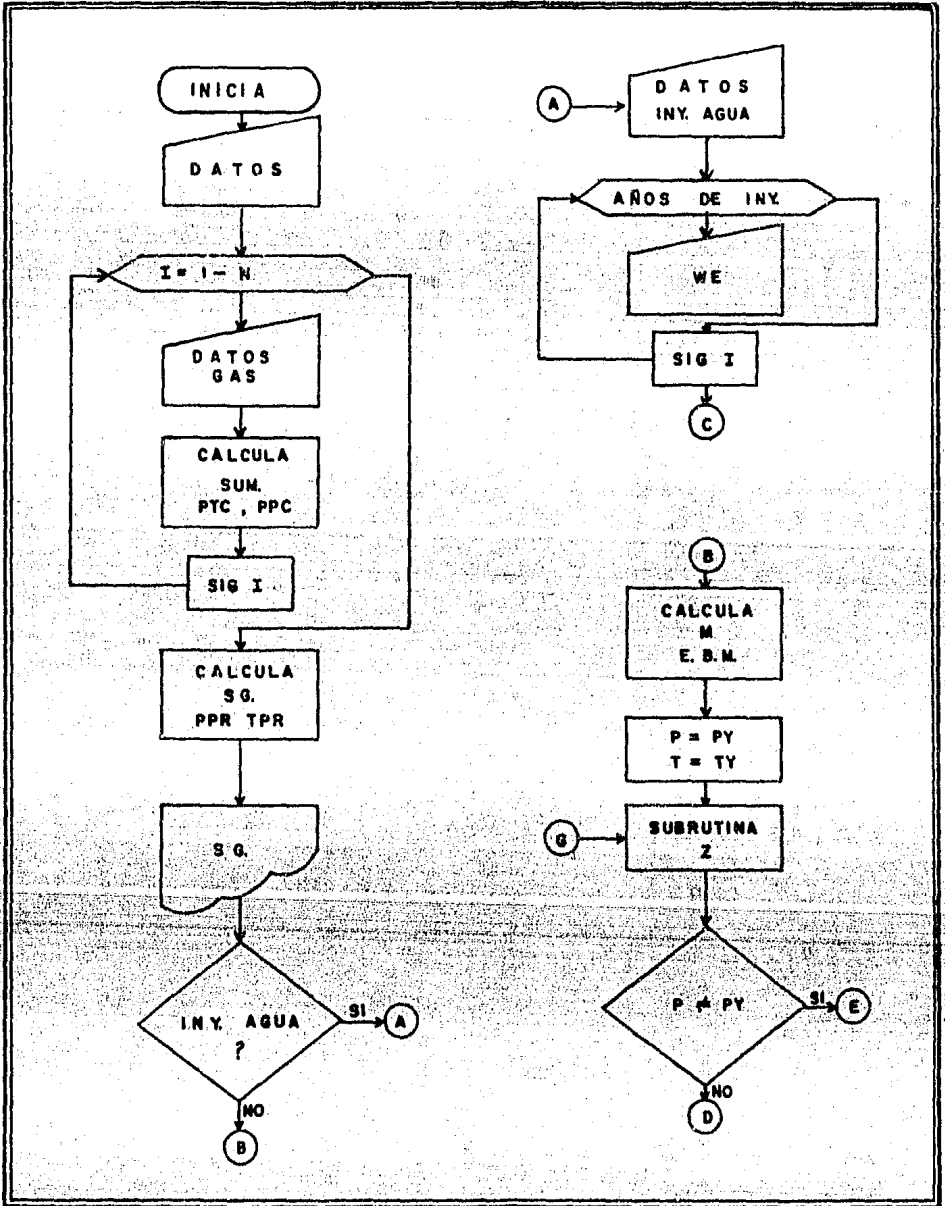 INICIA
DATOS
I = 1 - N
DATOS
GAS
CALCULA
SUM.
PTC , PPC
SIG I
CALCULA
SG.
PPR TPR
SG.
INY. AGUA
?
SI
A
NO
B
A
DATOS
INY. AGUA
AÑOS DE INY.
WE
SIG I
C
B
CALCULA
M
E. B. M.
P = PY
T = TY
G
SUBRUTINA
Z
P ≠ PY
SI
E
NO
D